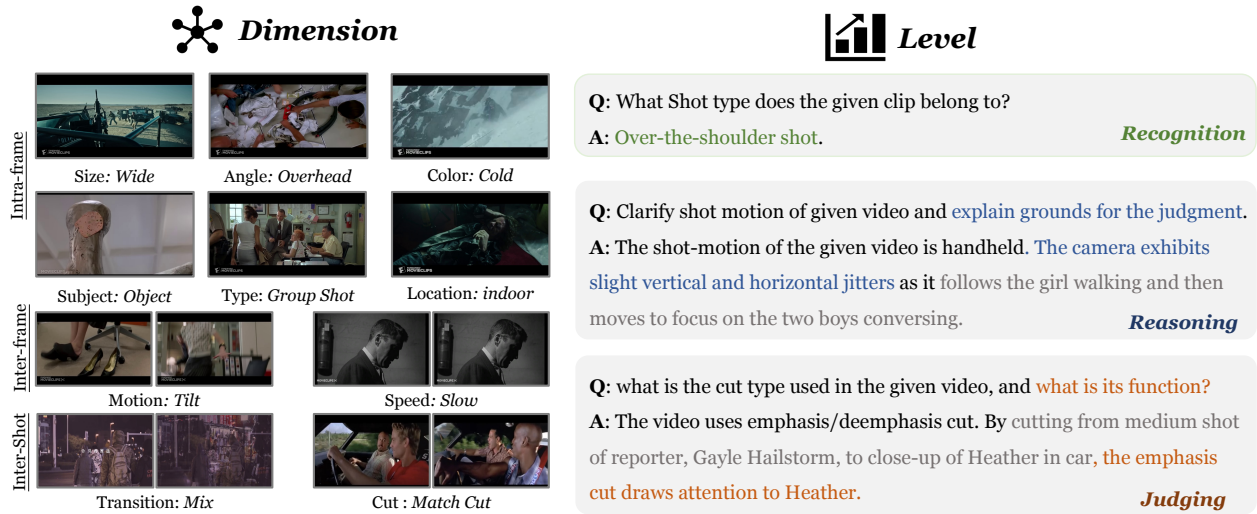 Dimension
Level
Intra-frame
Size: Wide
Angle: Overhead
Color: Cold
Subject: Object
Type: Group Shot
Location: indoor
Inter-frame
Motion: Tilt
Speed: Slow
Inter-Shot
Transition: Mix
Cut : Match Cut
Q: What Shot type does the given clip belong to?
A: Over-the-shoulder shot.
Recognition
Q: Clarify shot motion of given video and explain grounds for the judgment.
A: The shot-motion of the given video is handheld. The camera exhibits
slight vertical and horizontal jitters as it follows the girl walking and then
moves to focus on the two boys conversing.
Reasoning
Q: what is the cut type used in the given video, and what is its function?
A: The video uses emphasis/deemphasis cut. By cutting from medium shot
of reporter, Gayle Hailstorm, to close-up of Heather in car, the emphasis
cut draws attention to Heather.
Judging